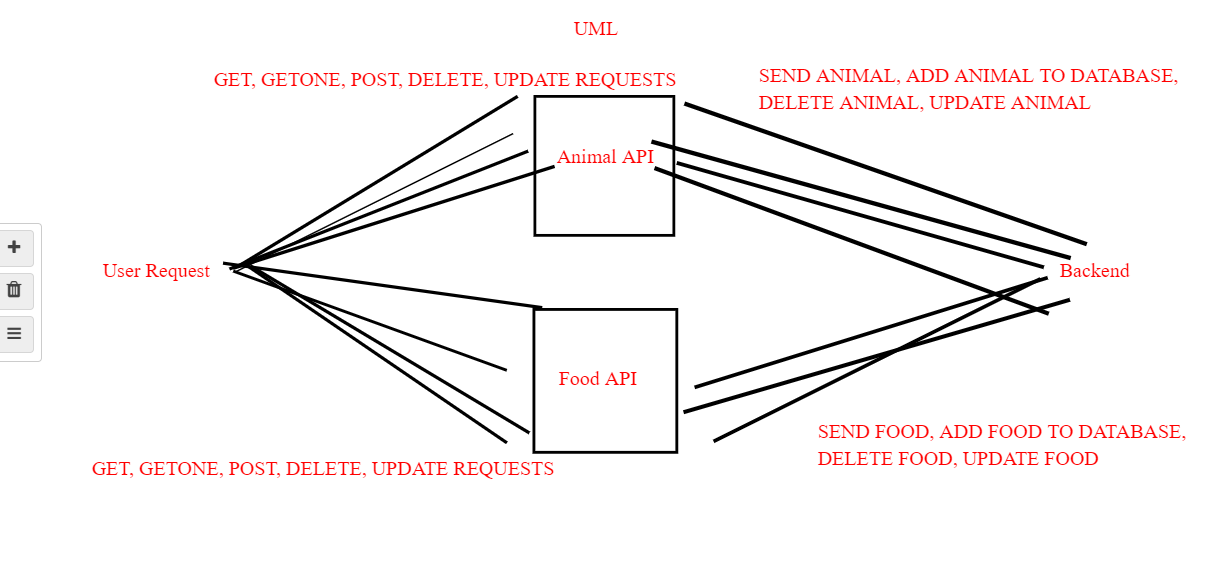 UML
GET, GETONE, POST, DELETE, UPDATE REQUESTS
SEND ANIMAL, ADD ANIMAL TO DATABASE,
DELETE ANIMAL, UPDATE ANIMAL
Animal API
User Request
Backend
Food API
SEND FOOD, ADD FOOD TO DATABASE,
DELETE FOOD, UPDATE FOOD
GET, GETONE, POST, DELETE, UPDATE REQUESTS